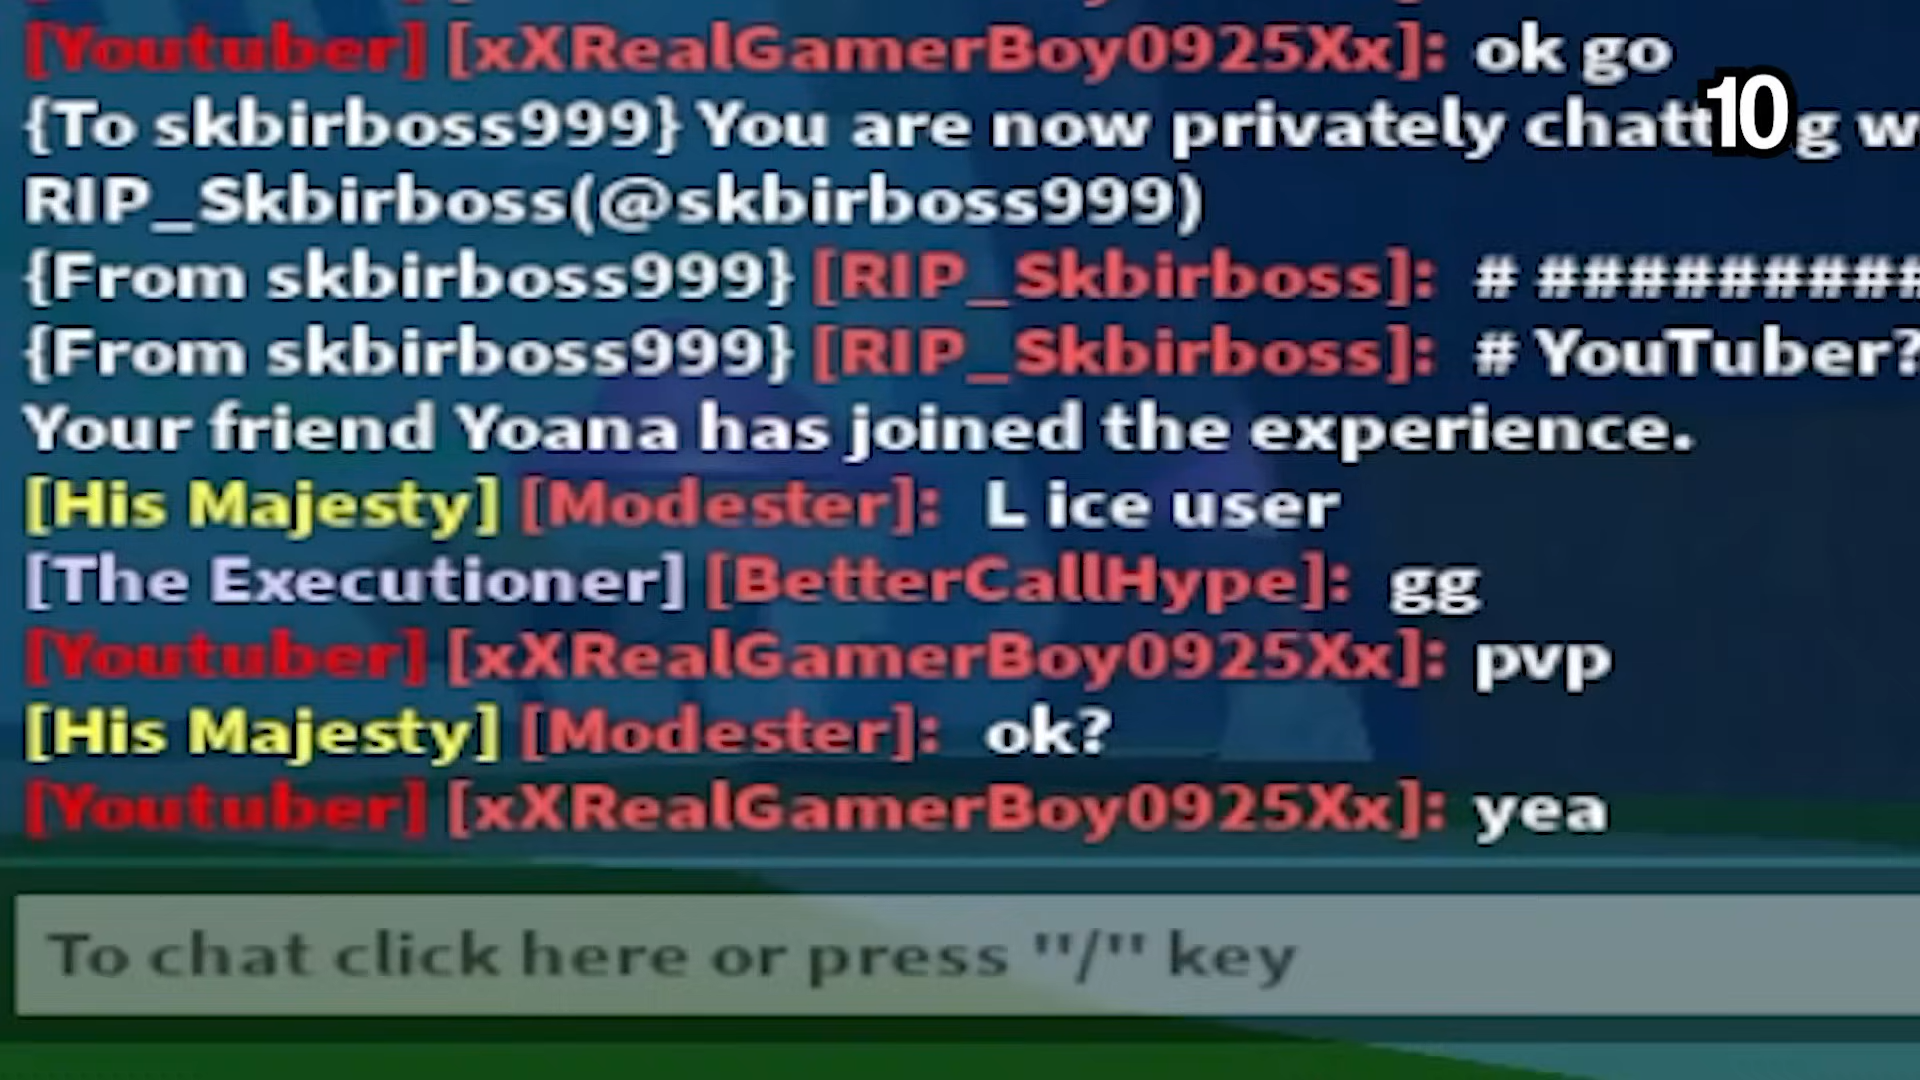 [Youtuber] [xXRealGamerBoy0925Xx]: ok go
10
{To skbirboss999} You are now privately
RIP_Skbirboss(@skbirboss999)
{From skbirboss999} [RIP_Skbirboss]: # ##########
{From skbirboss999} [RIP_Skbirboss]: # YouTuber?
Your friend Yoana has joined the experience.
[His Majesty] [Modester]: L ice user
[The Executioner] [BetterCallHype]: gg
[Youtuber] [xXRealGamerBoy0925Xx]: pvp
[His Majesty] [Modester]: ok?
[Youtuber] [xXRealGamerBoy0925Xx]: yea
To chat click here or press "/" key